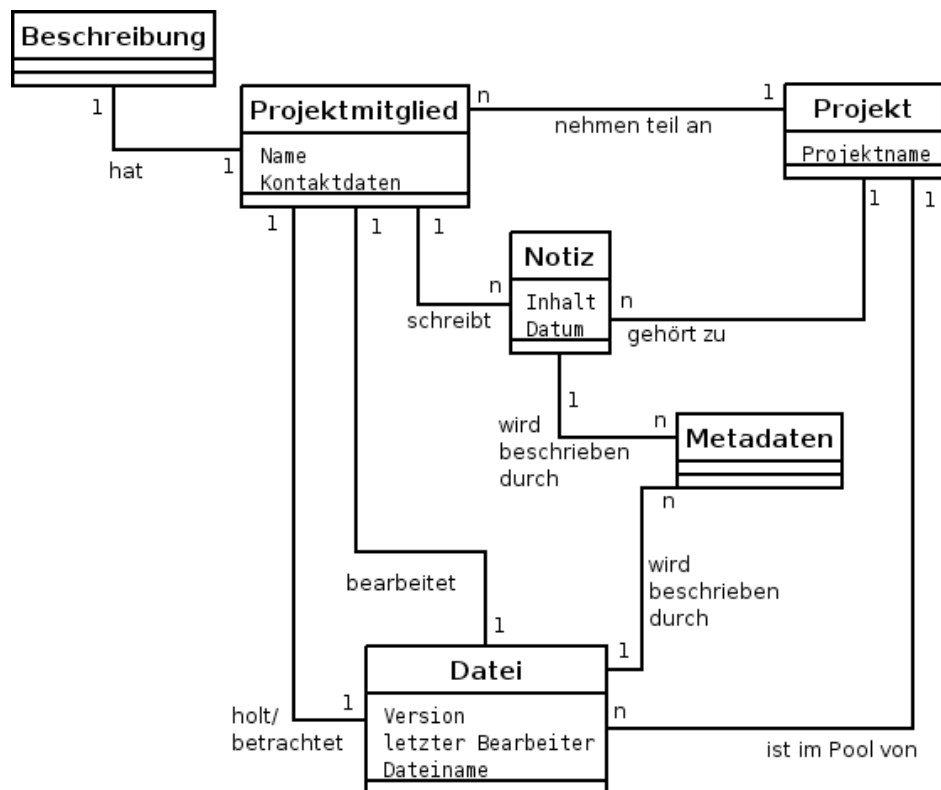 Beschreibung
1
hat
1
Projektmitglied
Name
Kontaktdaten
n
1
nehmen teil an
Projekt
Projektname
1
1
1
1
1
Notiz
Inhalt
Datum
n
schreibt
n
gehört zu
1
wird
beschrieben
durch
n
Metadaten
n
wird
beschrieben
durch
1
bearbeitet
1
Datei
Version
letzter Bearbeiter
Dateiname
1
holt/
betrachtet
n
ist im Pool von